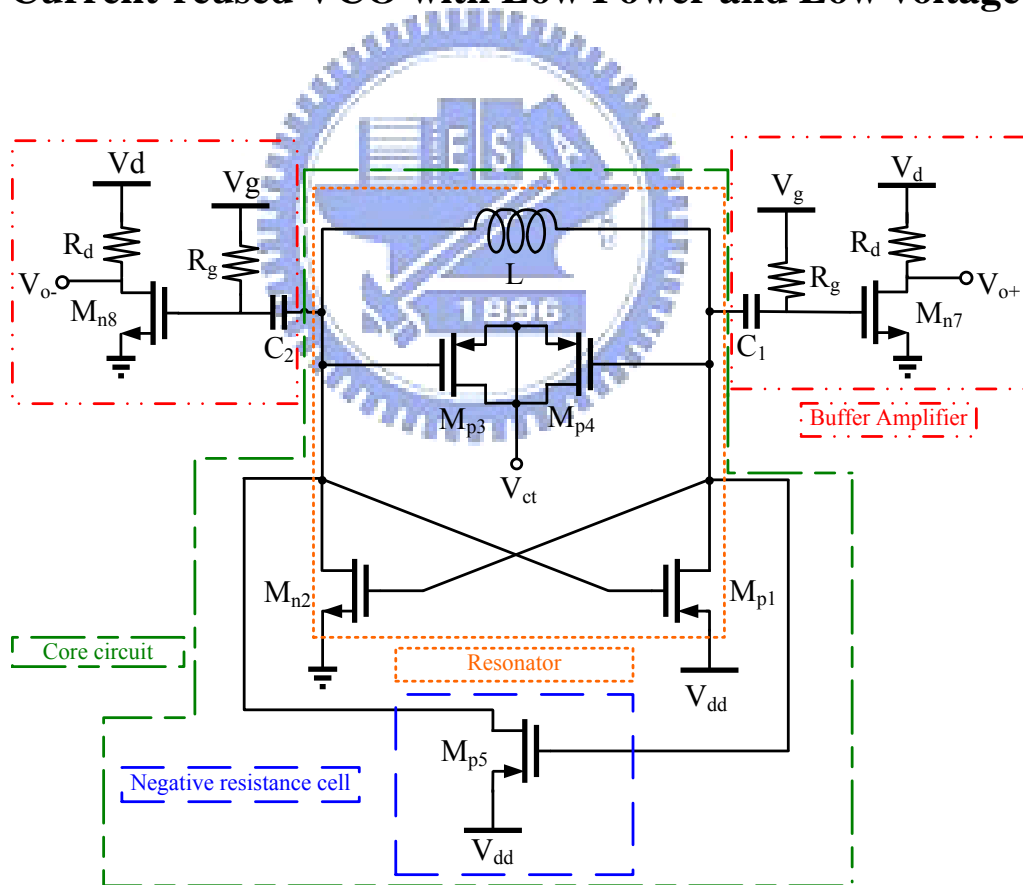 Current-reused VCO with Low Power and Low voltage
ESA
1896
Vd
Vg
Rd
Rg
Vo-
Mn8
C2
L
Vg
Vd
Rd
Rg
Vo+
Mn7
C1
Mp3
Mp4
Vct
Buffer Amplifier
Mn2
Mp1
Core circuit
Resonator
Vdd
Mp5
Negative resistance cell
Vdd